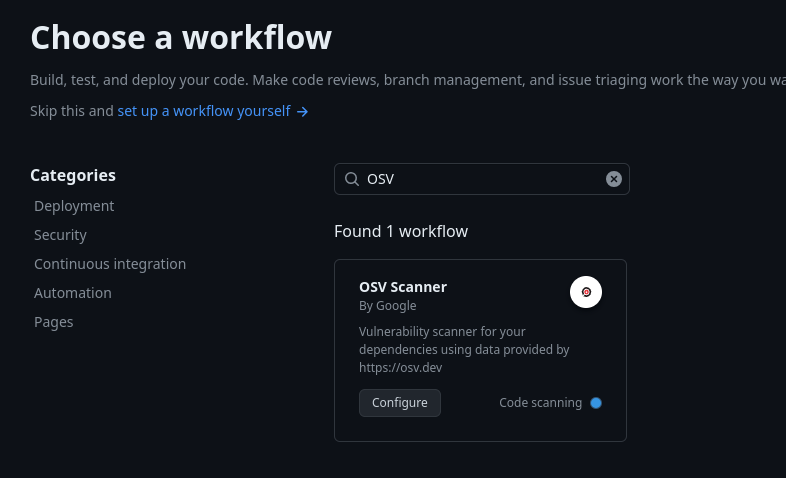 Choose a workflow
Build, test, and deploy your code. Make code reviews, branch management, and issue triaging work the way you
Skip this and set up a workflow yourself →
Categories
Deployment
Security
Continuous integration
Automation
Pages
OSV
Found 1 workflow
OSV Scanner
By Google
Vulnerability scanner for your
dependencies using data provided by
https://osv.dev
Configure
Code scanning